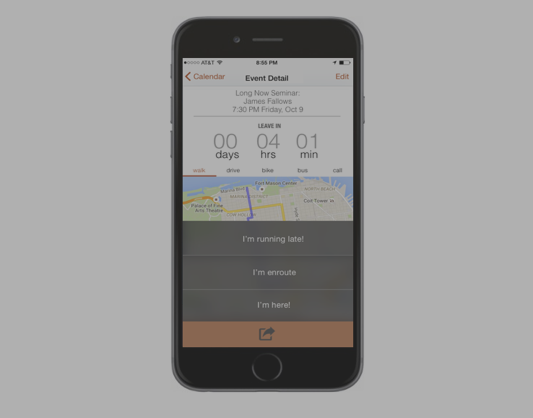 AT&T 8:55 PM
Calendar Event Detail Edit
Long Now Seminar:
James Fallows
7:30 PM Friday, Oct 9
LEAVE IN
00 04 01
days hrs min
walk drive bike bus call
Fort Mason Center
NORTH BEACH
Marina Blvd
Palace of Fine
Arts Theatre
Coit Tower
I'm running late!
I'm enroute
I'm here!